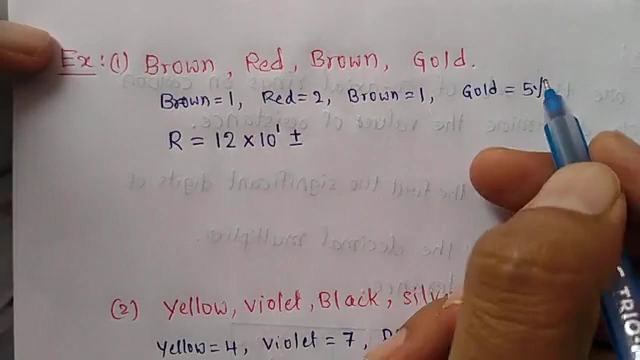 Ex: (1) Brown, Red, Brown, Gold.
Brown = 1, Red = 2, Brown = 1, Gold = 5%
R = 12 × 10¹ ±
(2) Yellow, Violet, Black,
Yellow = 4, Violet = 7,
TRIO